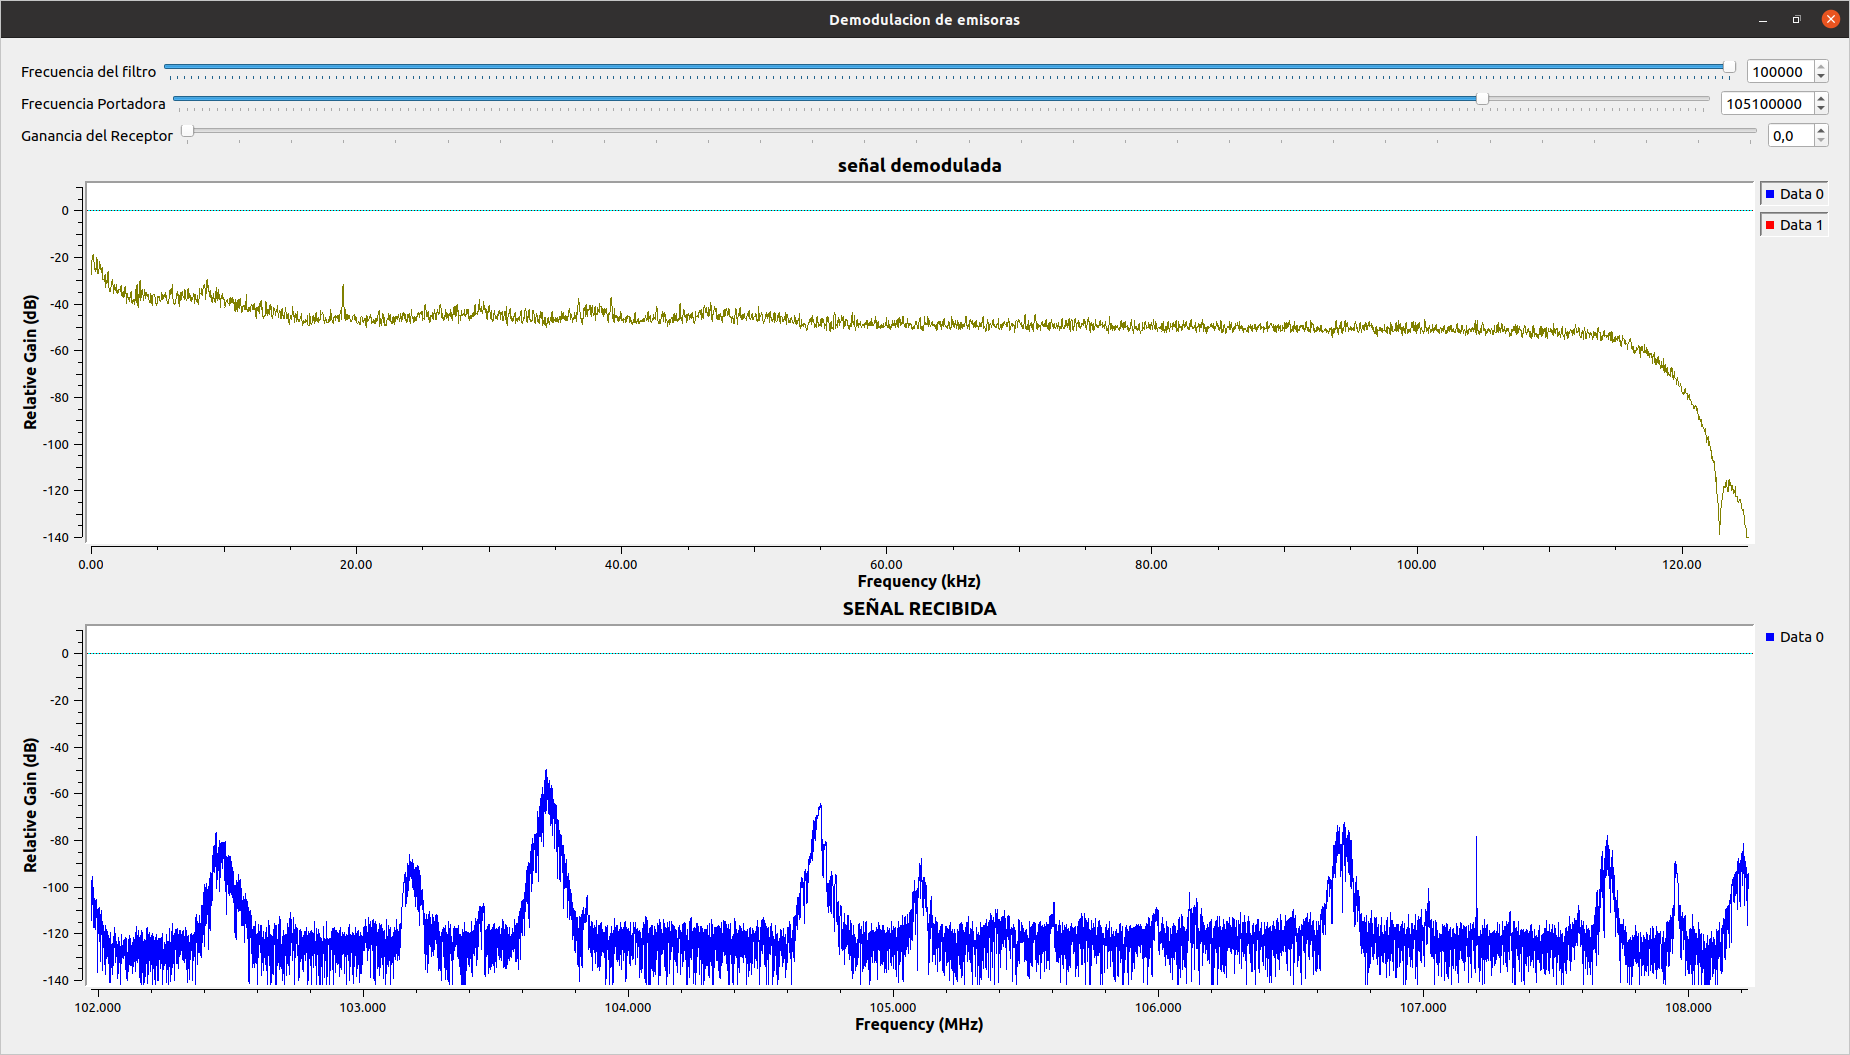 Demodulacion de emisoras
Frecuencia del filtro 100000
Frecuencia Portadora 105100000
Ganancia del Receptor 0,0
señal demodulada
Relative Gain (dB)
0
-20
-40
-60
-80
-100
-120
-140
0.00 20.00 40.00 60.00 80.00 100.00 120.00
Frequency (kHz)
Data 0
Data 1
SEÑAL RECIBIDA
Relative Gain (dB)
0
-20
-40
-60
-80
-100
-120
-140
102.000 103.000 104.000 105.000 106.000 107.000 108.000
Frequency (MHz)
Data 0